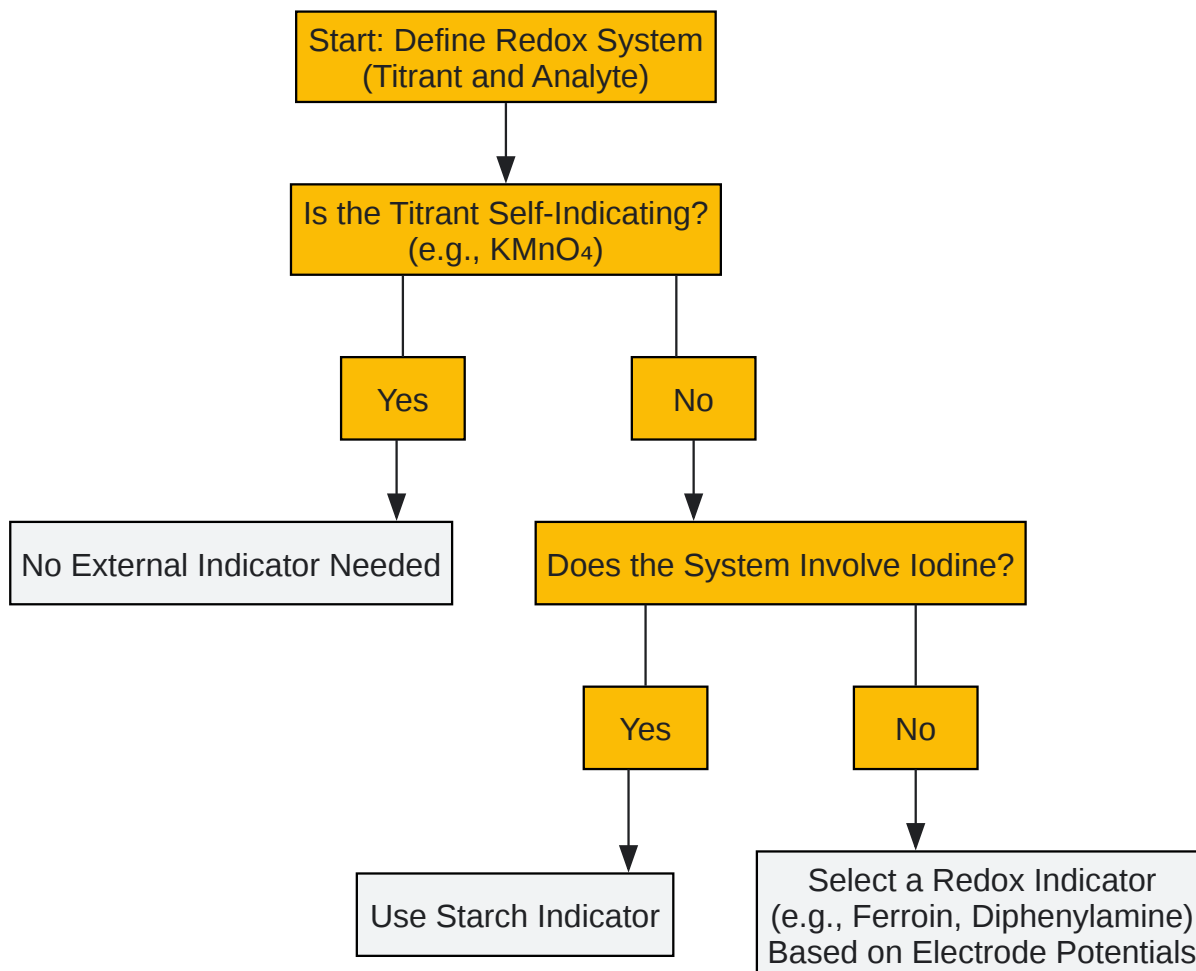 Start: Define Redox System
(Titrant and Analyte)
Is the Titrant Self-Indicating?
(e.g., KMnO₄)
Yes
No
No External Indicator Needed
Does the System Involve Iodine?
Yes
No
Use Starch Indicator
Select a Redox Indicator
(e.g., Ferroin, Diphenylamine)
Based on Electrode Potentials